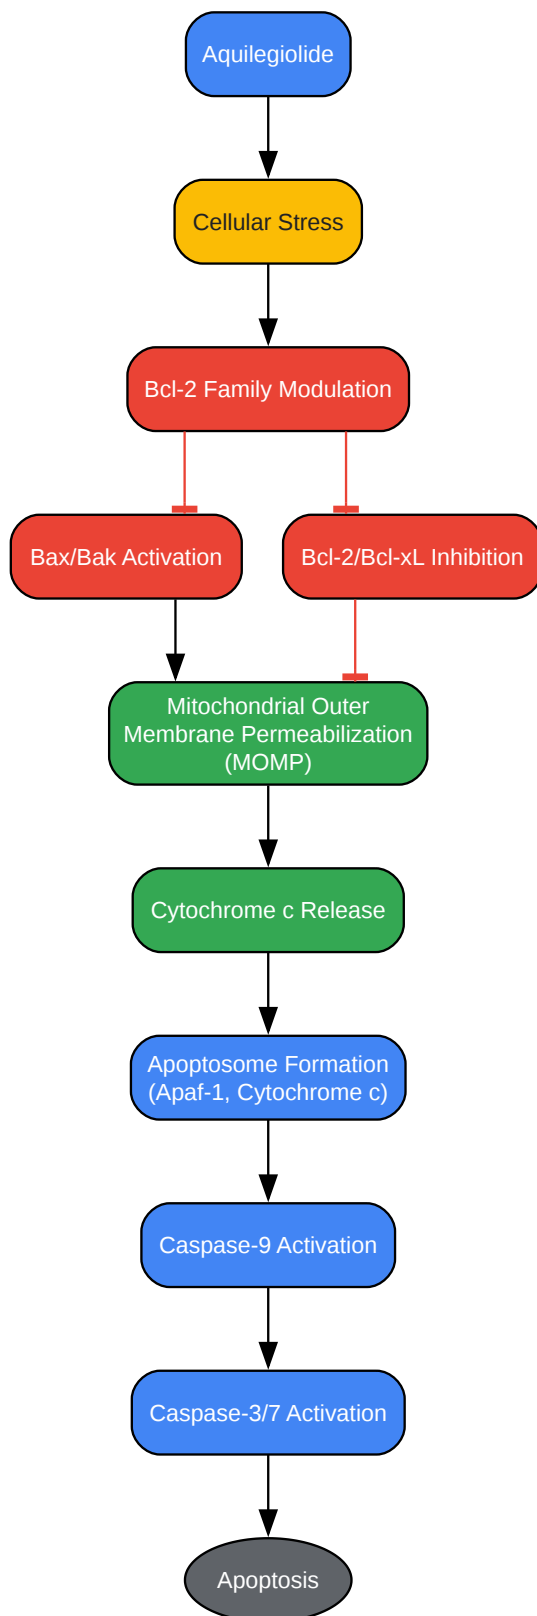 Aquilegiolide
Cellular Stress
Bcl-2 Family Modulation
Bax/Bak Activation
Bcl-2/Bcl-xL Inhibition
Mitochondrial Outer
Membrane Permeabilization
(MOMP)
Cytochrome c Release
Apoptosome Formation
(Apaf-1, Cytochrome c)
Caspase-9 Activation
Caspase-3/7 Activation
Apoptosis